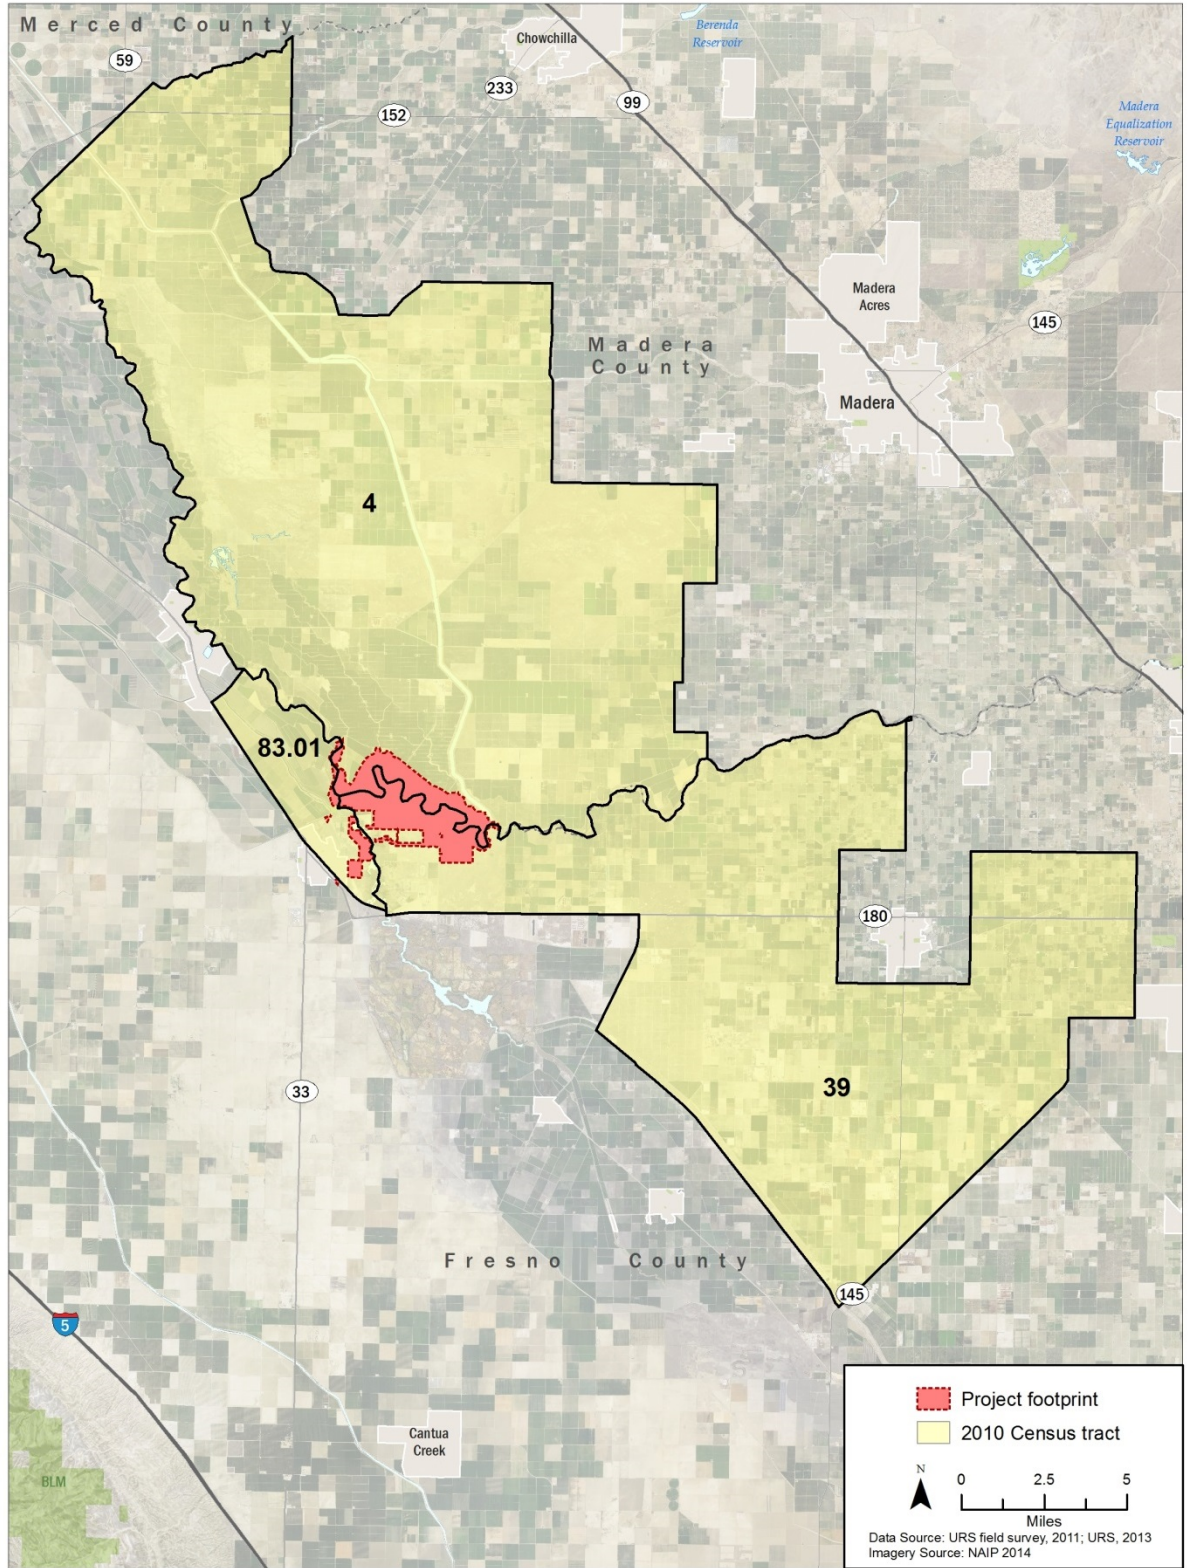 Merced County
59
Chowchilla
Berenda
Reservoir
233
99
152
Madera
Equalization
Reservoir
Madera
Acres
145
Madera
County
Madera
4
83.01
180
33
39
Fresno County
145
5
Cantua
Creek
BLM
Project footprint
2010 Census tract
N
0 2.5 5
Miles
Data Source: URS field survey, 2011; URS, 2013
Imagery Source: NAIP 2014